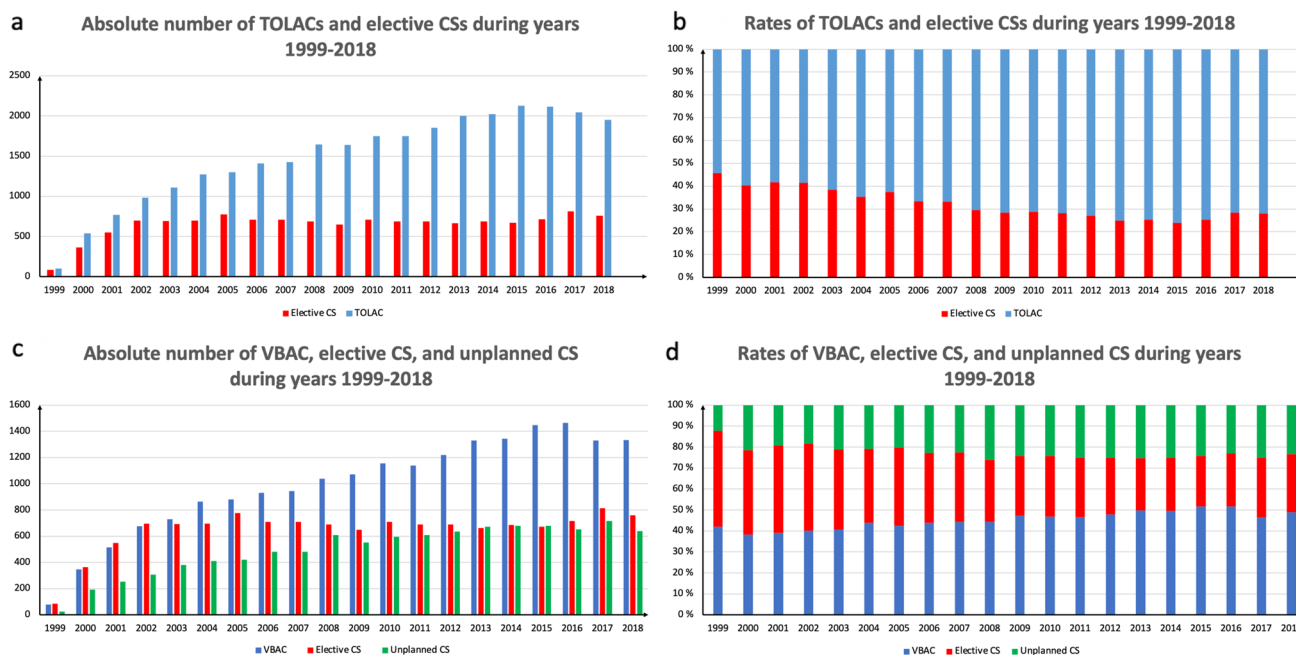 a
Absolute number of TOLACs and elective CSs during years
1999-2018
2500
2000
1500
1000
500
0
1999 2000 2001 2002 2003 2004 2005 2006 2007 2008 2009 2010 2011 2012 2013 2014 2015 2016 2017 2018
Elective CS TOLAC
b
Rates of TOLACs and elective CSs during years 1999-2018
100 %
90 %
80 %
70 %
60 %
50 %
40 %
30 %
20 %
10 %
0 %
1999 2000 2001 2002 2003 2004 2005 2006 2007 2008 2009 2010 2011 2012 2013 2014 2015 2016 2017 2018
Elective CS TOLAC
c
Absolute number of VBAC, elective CS, and unplanned CS
during years 1999-2018
1600
1400
1200
1000
800
600
400
200
0
1999 2000 2001 2002 2003 2004 2005 2006 2007 2008 2009 2010 2011 2012 2013 2014 2015 2016 2017 2018
VBAC Elective CS Unplanned CS
d
Rates of VBAC, elective CS, and unplanned CS during years
1999-2018
100 %
90 %
80 %
70 %
60 %
50 %
40 %
30 %
20 %
10 %
0 %
1999 2000 2001 2002 2003 2004 2005 2006 2007 2008 2009 2010 2011 2012 2013 2014 2015 2016 2017 201
VBAC Elective CS Unplanned CS